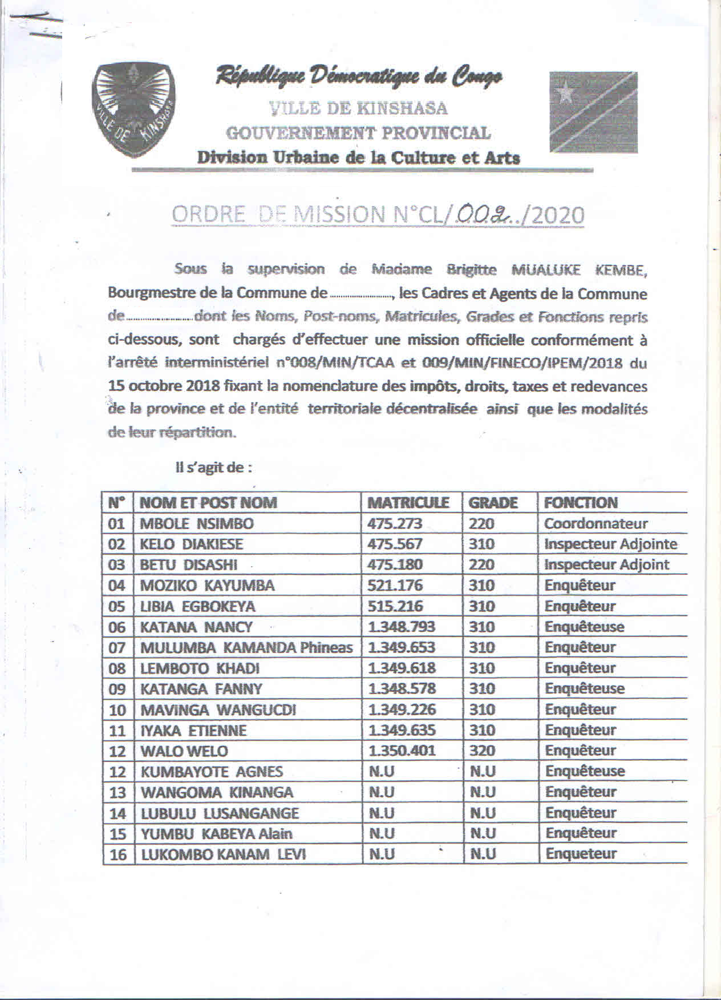 République Démocratique du Congo
VILLE DE KINSHASA
GOUVERNEMENT PROVINCIAL
Division Urbaine de la Culture et Arts
VILLE DE KINSHASA
ORDRE DE MISSION N°CL/.002../2020
Sous la supervision de Madame Brigitte MUALUKE KEMBE,
Bourgmestre de la Commune de........................, les Cadres et Agents de la Commune
de..........................dont les Noms, Post-noms, Matricules, Grades et Fonctions repris
ci-dessous, sont chargés d'effectuer une mission officielle conformément à
l'arrêté interministériel n°008/MIN/TCAA et 009/MIN/FINECO/IPEM/2018 du
15 octobre 2018 fixant la nomenclature des impôts, droits, taxes et redevances
de la province et de l'entité territoriale décentralisée ainsi que les modalités
de leur répartition.
Il s'agit de :
N° NOM ET POST NOM MATRICULE GRADE FONCTION
01 MBOLE NSIMBO 475.273 220 Coordonnateur
02 KELO DIAKIESE 475.567 310 Inspecteur Adjointe
03 BETU DISASHI 475.180 220 Inspecteur Adjoint
04 MOZIKO KAYUMBA 521.176 310 Enquêteur
05 LIBIA EGBOKEYA 515.216 310 Enquêteur
06 KATANA NANCY 1.348.793 310 Enquêteuse
07 MULUMBA KAMANDA Phineas 1.349.653 310 Enquêteur
08 LEMBOTO KHADI 1.349.618 310 Enquêteur
09 KATANGA FANNY 1.348.578 310 Enquêteuse
10 MAVINGA WANGUCDI 1.349.226 310 Enquêteur
11 IYAKA ETIENNE 1.349.635 310 Enquêteur
12 WALO WELO 1.350.401 320 Enquêteur
12 KUMBAYOTE AGNES N.U N.U Enquêteuse
13 WANGOMA KINANGA N.U N.U Enquêteur
14 LUBULU LUSANGANGE N.U N.U Enquêteur
15 YUMBU KABEYA Alain N.U N.U Enquêteur
16 LUKOMBO KANAM LEVI N.U N.U Enqueteur